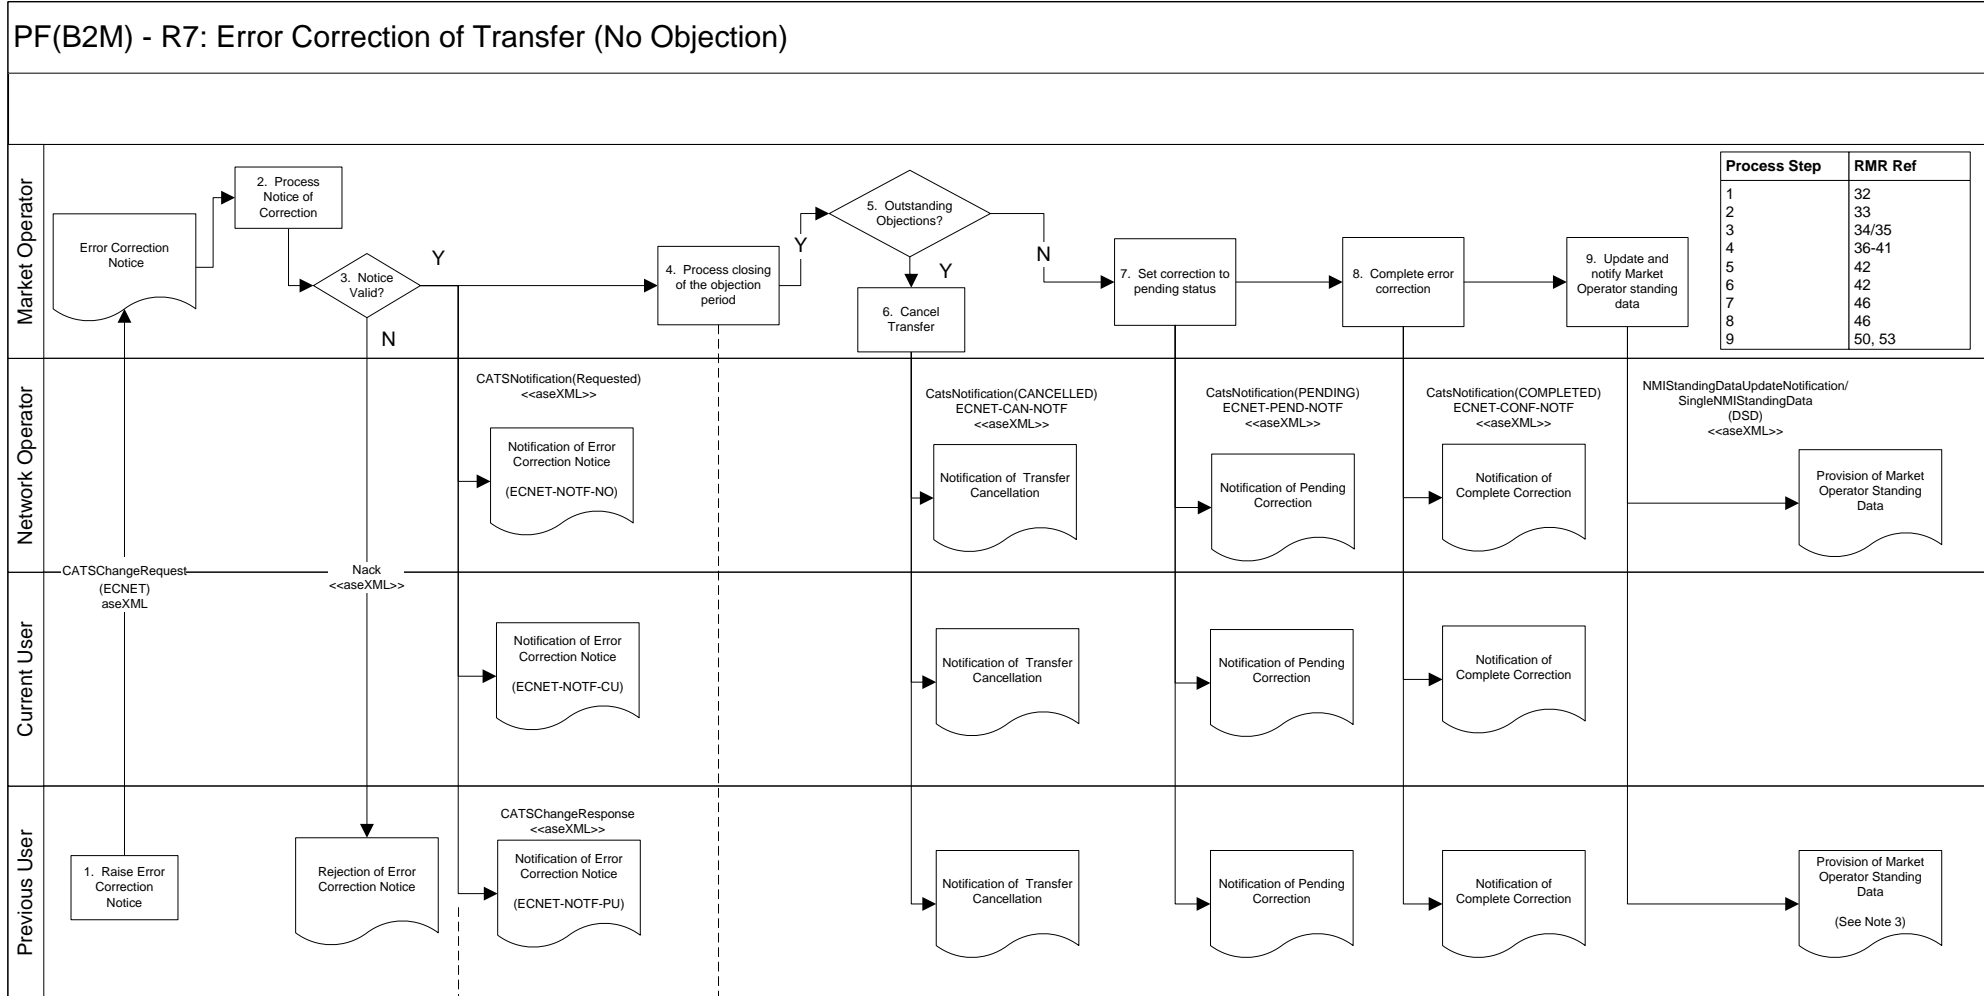 PF(B2M) - R7: Error Correction of Transfer (No Objection)
Market Operator
Error Correction
Notice
2. Process
Notice of
Correction
3. Notice
Valid?
Y
N
4. Process closing
of the objection
period
Y
5. Outstanding
Objections?
Y
N
6. Cancel
Transfer
7. Set correction to
pending status
8. Complete error
correction
9. Update and
notify Market
Operator standing
data
Process Step RMR Ref
1 32
2 33
3 34/35
4 36-41
5 42
6 42
7 46
8 46
9 50, 53
Network Operator
CATSNotification(Requested)
<<aseXML>>
Notification of Error
Correction Notice
(ECNET-NOTF-NO)
CatsNotification(CANCELLED)
ECNET-CAN-NOTF
<<aseXML>>
Notification of Transfer
Cancellation
CatsNotification(PENDING)
ECNET-PEND-NOTF
<<aseXML>>
Notification of Pending
Correction
CatsNotification(COMPLETED)
ECNET-CONF-NOTF
<<aseXML>>
Notification of
Complete Correction
NMIStandingDataUpdateNotification/
SingleNMIStandingData
(DSD)
<<aseXML>>
Provision of Market
Operator Standing
Data
CATSChangeRequest
(ECNET)
aseXML
Nack
<<aseXML>>
Current User
Notification of Error
Correction Notice
(ECNET-NOTF-CU)
Notification of Transfer
Cancellation
Notification of Pending
Correction
Notification of
Complete Correction
Previous User
1. Raise Error
Correction
Notice
Rejection of Error
Correction Notice
CATSChangeResponse
<<aseXML>>
Notification of Error
Correction Notice
(ECNET-NOTF-PU)
Notification of Transfer
Cancellation
Notification of Pending
Correction
Notification of
Complete Correction
Provision of Market
Operator Standing
Data
(See Note 3)